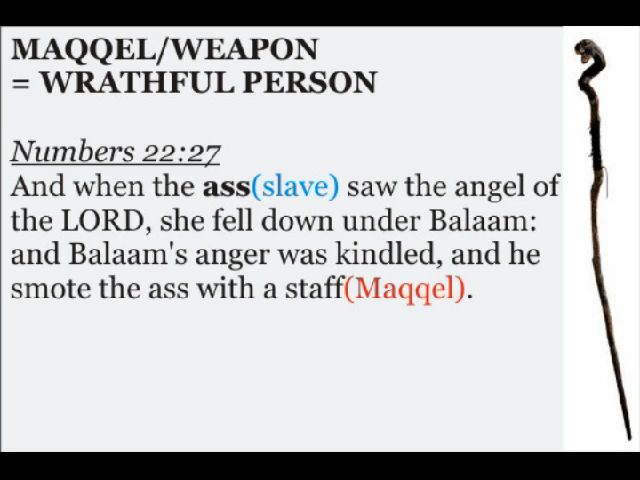 MAQQEL/WEAPON
= WRATHFUL PERSON
Numbers 22:27
And when the ass(slave) saw the angel of
the LORD, she fell down under Balaam:
and Balaam's anger was kindled, and he
smote the ass with a staff(Maqqel).